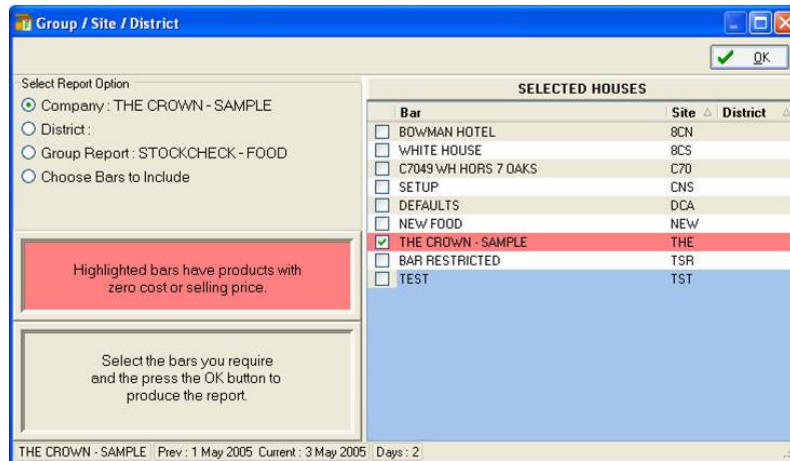 Group / Site / District
OK
Select Report Option
Company : THE CROWN - SAMPLE
District :
Group Report : STOCKCHECK - FOOD
Choose Bars to Include
Highlighted bars have products with
zero cost or selling price.
Select the bars you require
and the press the OK button to
produce the report.
SELECTED HOUSES
Bar Site District
BOWMAN HOTEL 8CN
WHITE HOUSE 8CS
C7049 WH HORS 7 OAKS C70
SETUP CNS
DEFAULTS DCA
NEW FOOD NEW
THE CROWN - SAMPLE THE
BAR RESTRICTED TSR
TEST TST
THE CROWN - SAMPLE Prev : 1 May 2005 Current : 3 May 2005 Days : 2